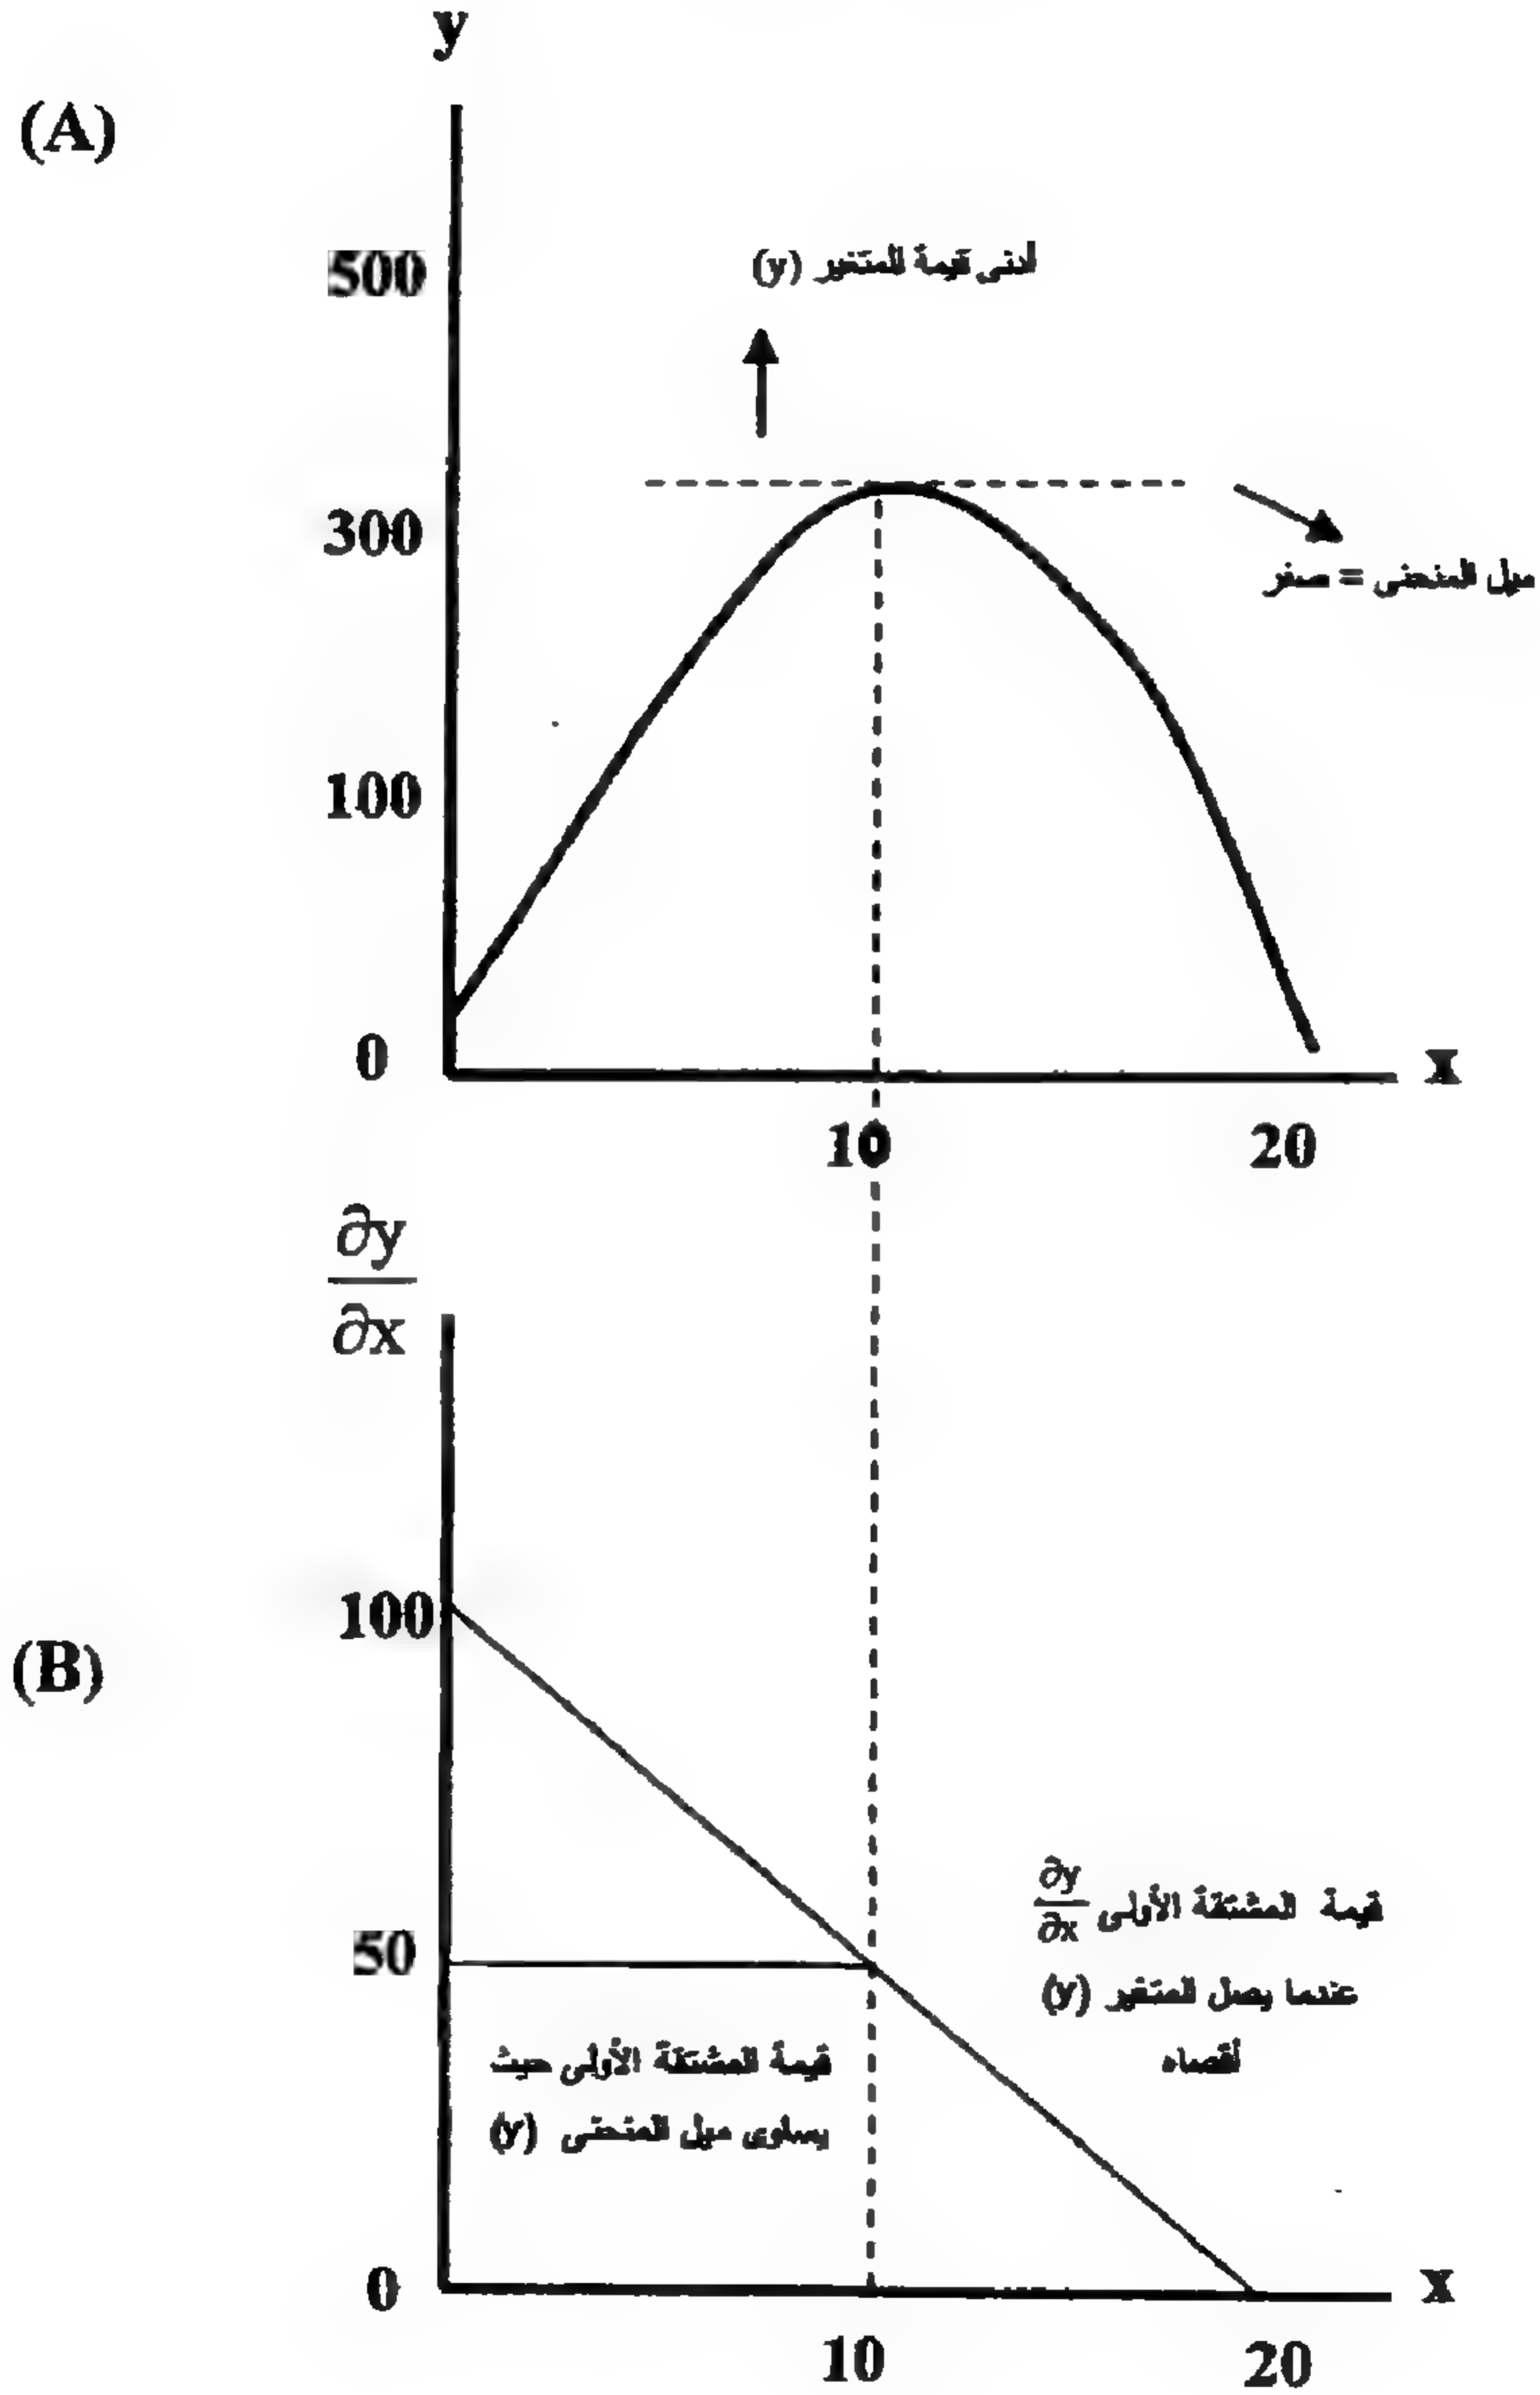 y
(A)
500
أدنى قيمة للمتغير (y)
300
ميل المنحنى = صفر
100
0
x
10
20
∂y
∂x
100
(B)
50
قيمة المشتقة الأولى ∂y/∂x
عندما يصل المتغير (y)
أقصاه
قيمة المشتقة الأولى حيث
يساوى ميل المنحنى (y)
0
x
10
20